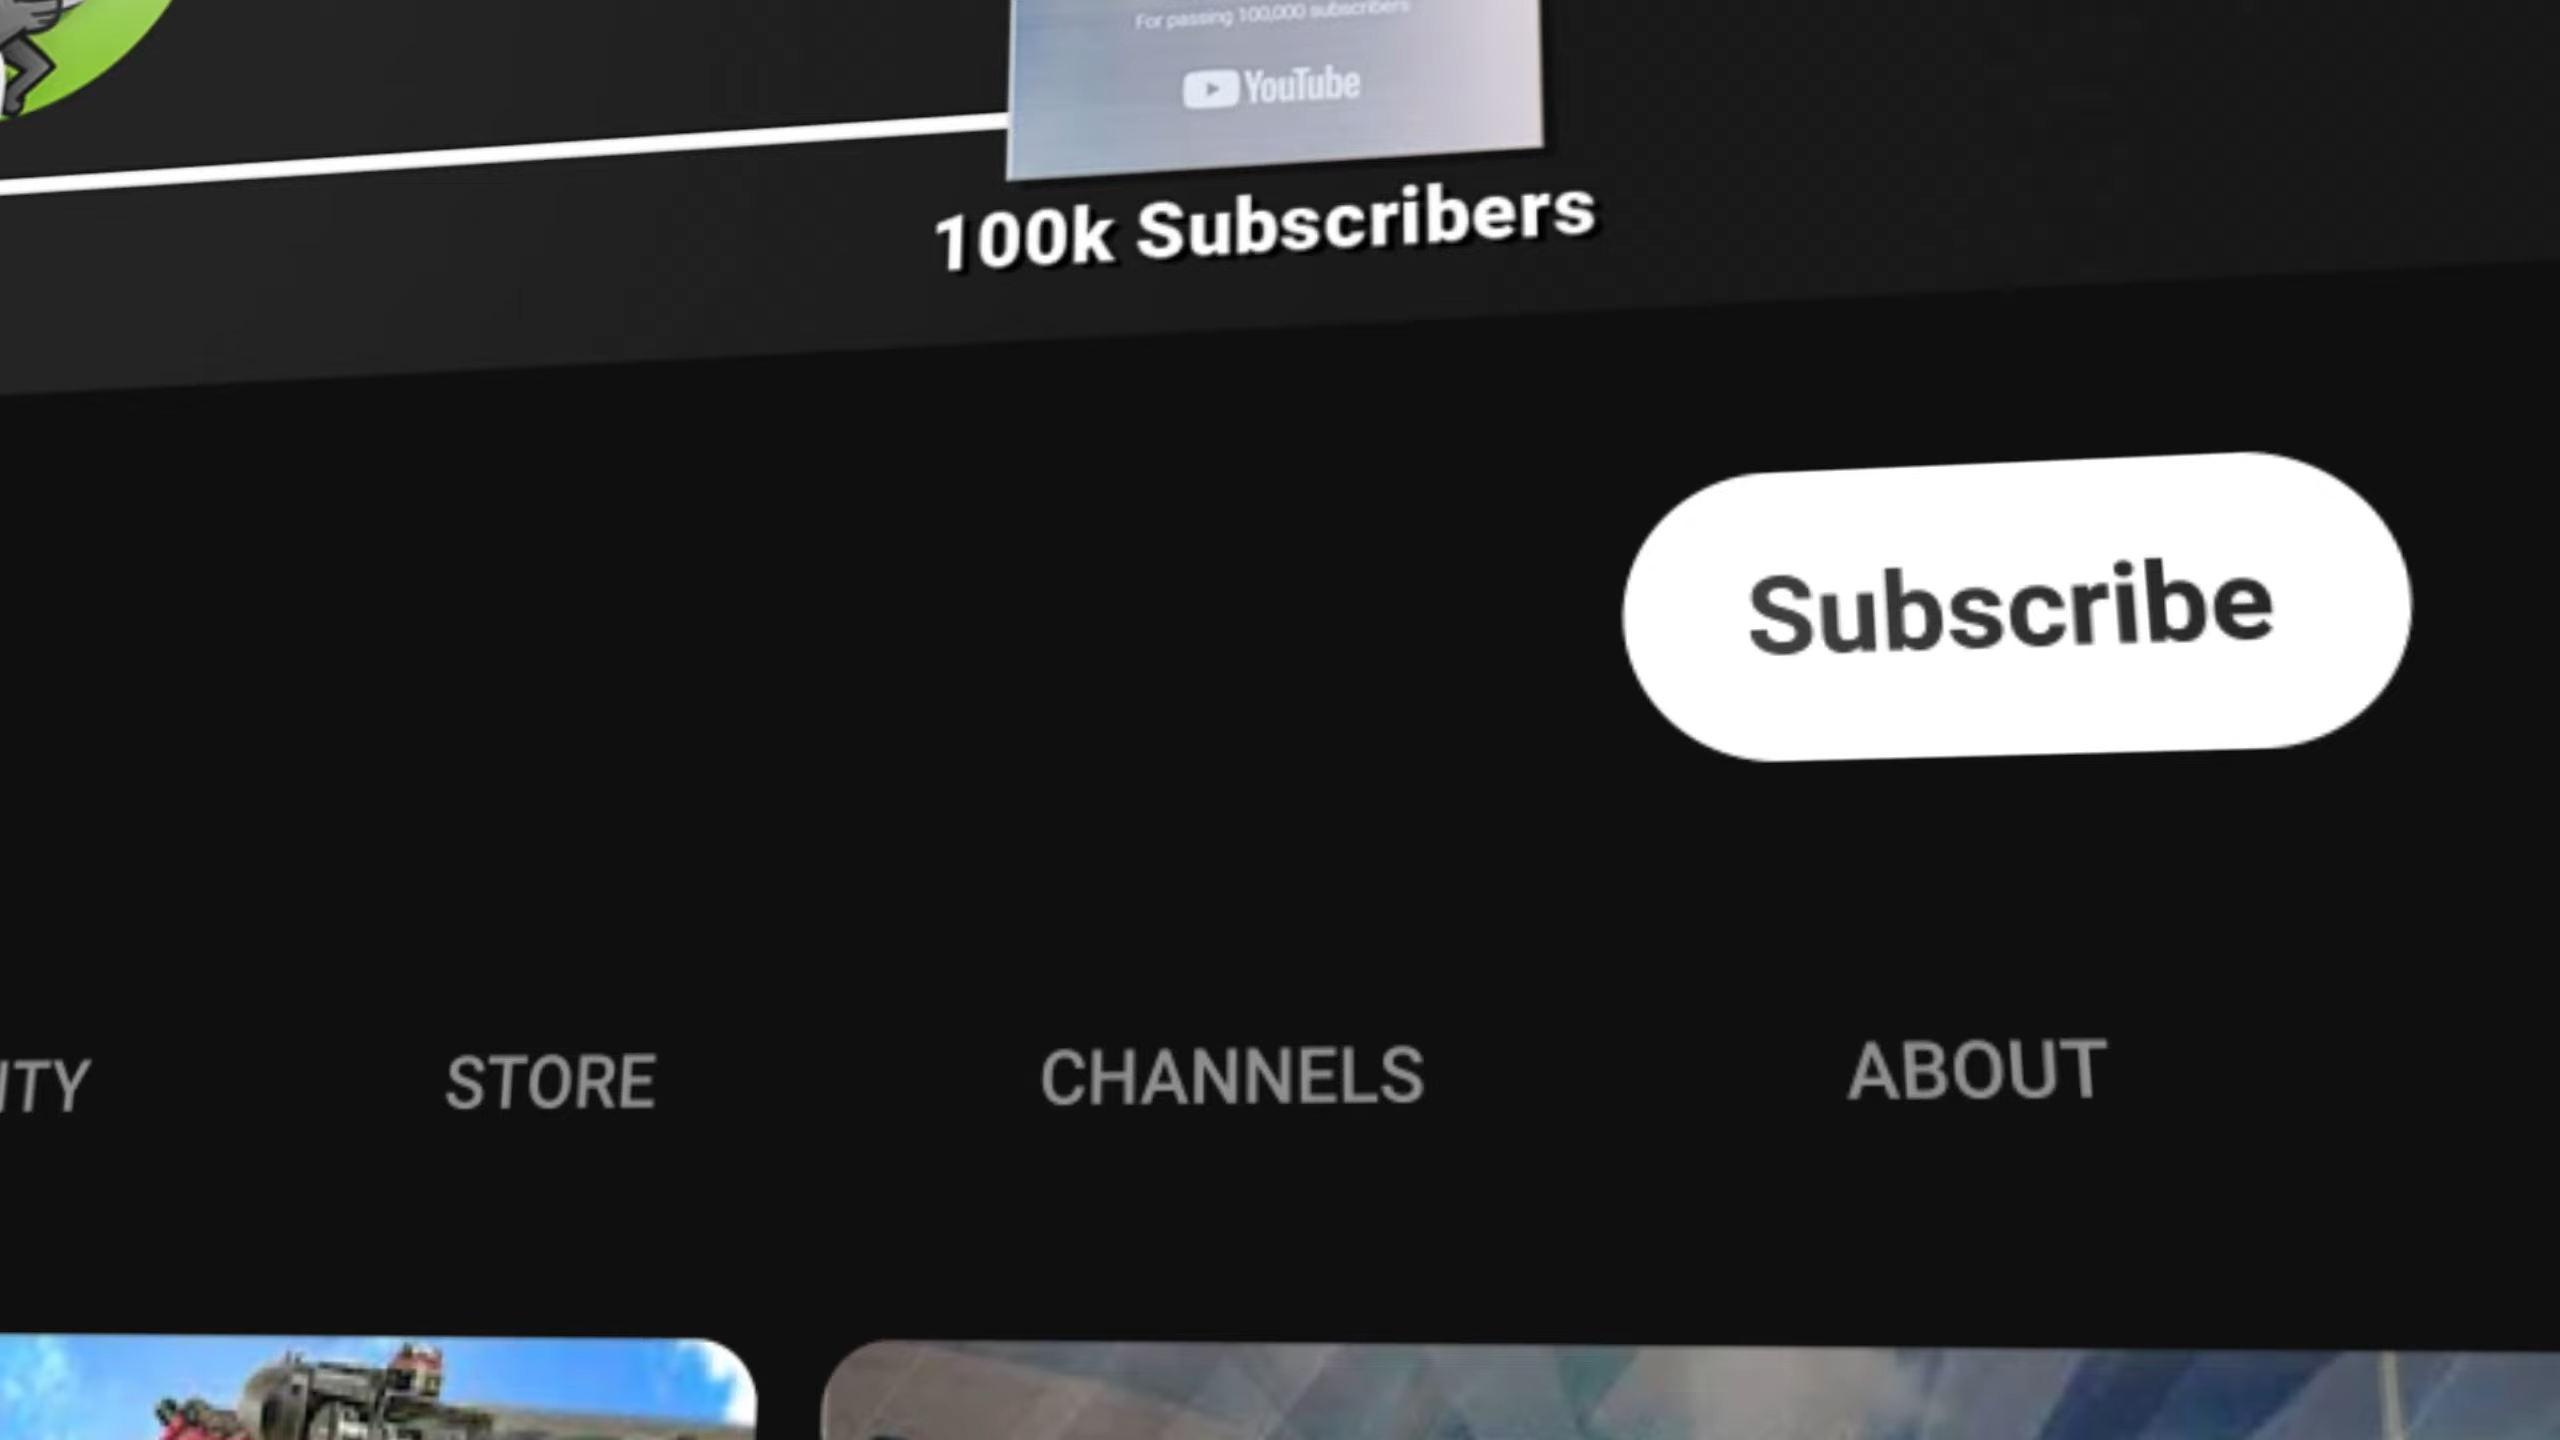 For passing 100,000 subscribers
YouTube
100k Subscribers
Subscribe
ITY
STORE
CHANNELS
ABOUT